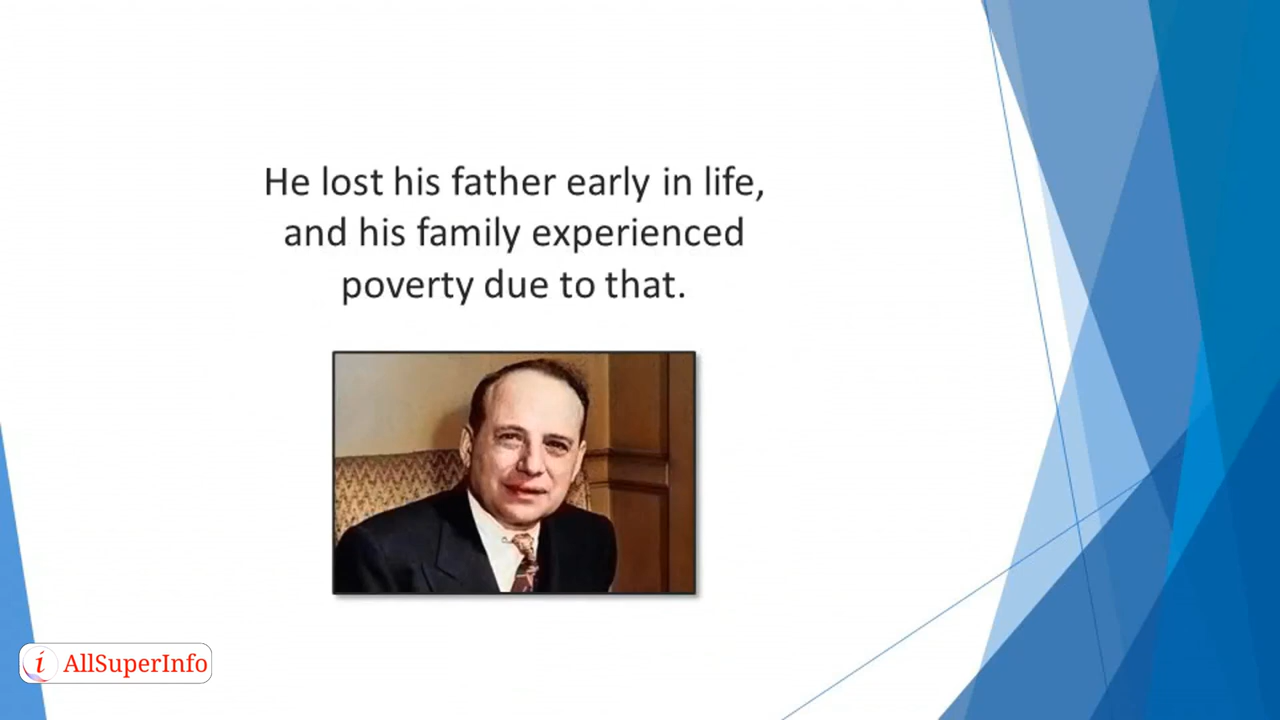 He lost his father early in life,
and his family experienced
poverty due to that.
i AllSuperInfo